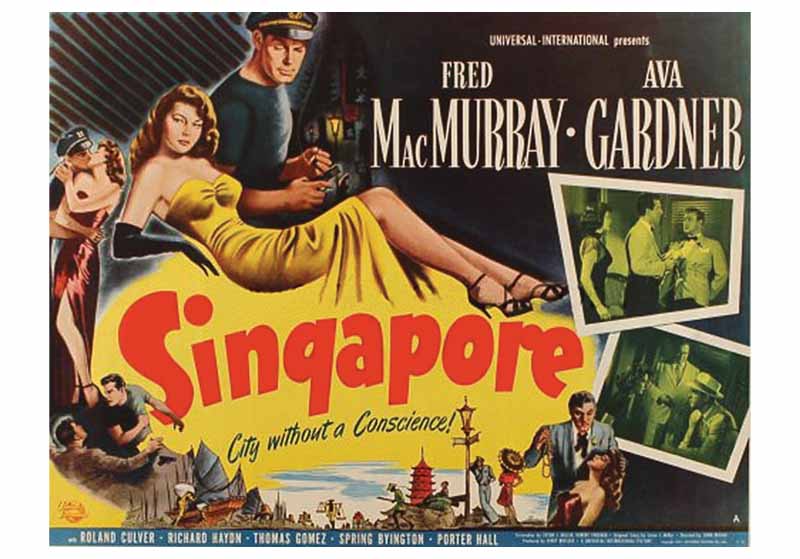 UNIVERSAL-INTERNATIONAL presents
FRED AVA
MACMURRAY · GARDNER
Singapore
City without a Conscience!
with ROLAND CULVER · RICHARD HAYDN · THOMAS GOMEZ · SPRING BYINGTON · PORTER HALL
A